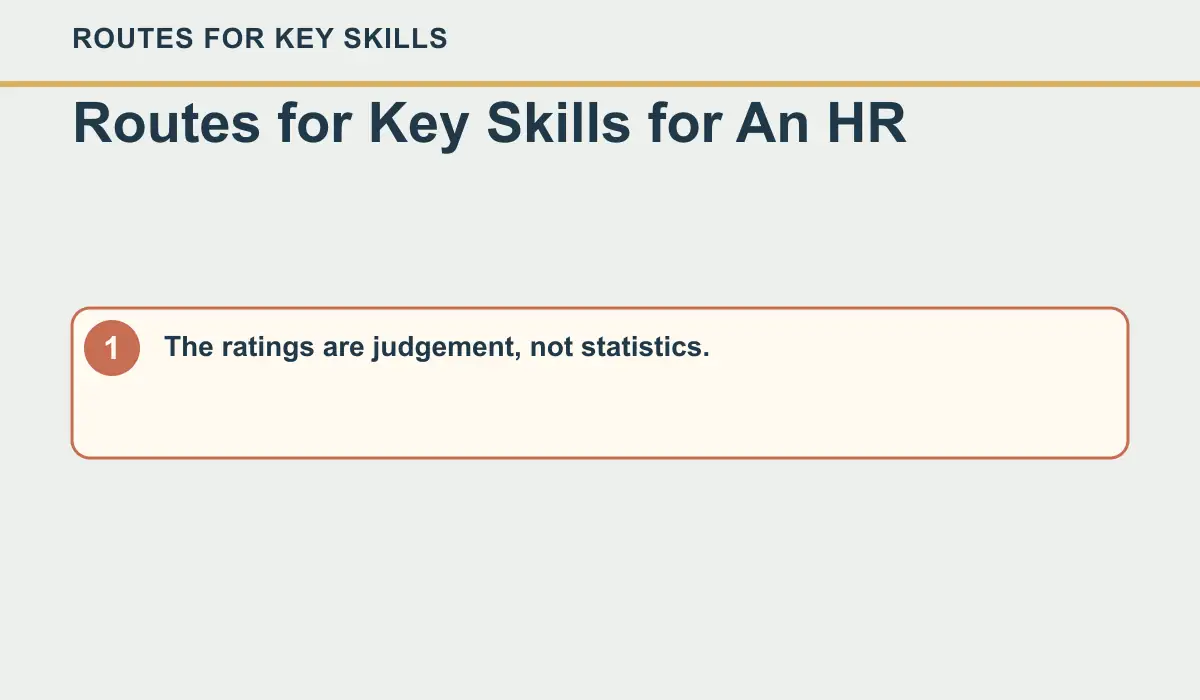 ROUTES FOR KEY SKILLS
Routes for Key Skills for An HR
1
The ratings are judgement, not statistics.